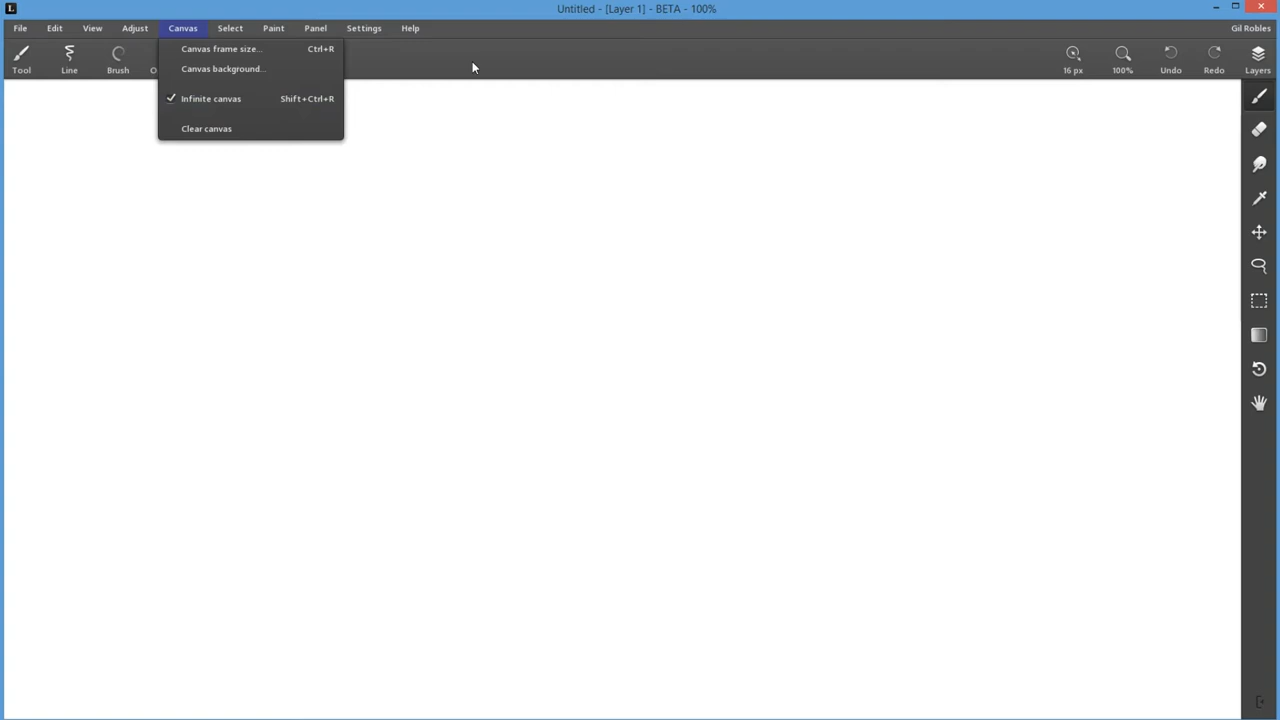 L Untitled - [Layer 1] - BETA - 100%
File Edit View Adjust Canvas Select Paint Panel Settings Help Gil Robles
Tool Line Brush 16 px 100% Undo Redo Layers
Canvas frame size... Ctrl+R
Canvas background...
Infinite canvas Shift+Ctrl+R
Clear canvas